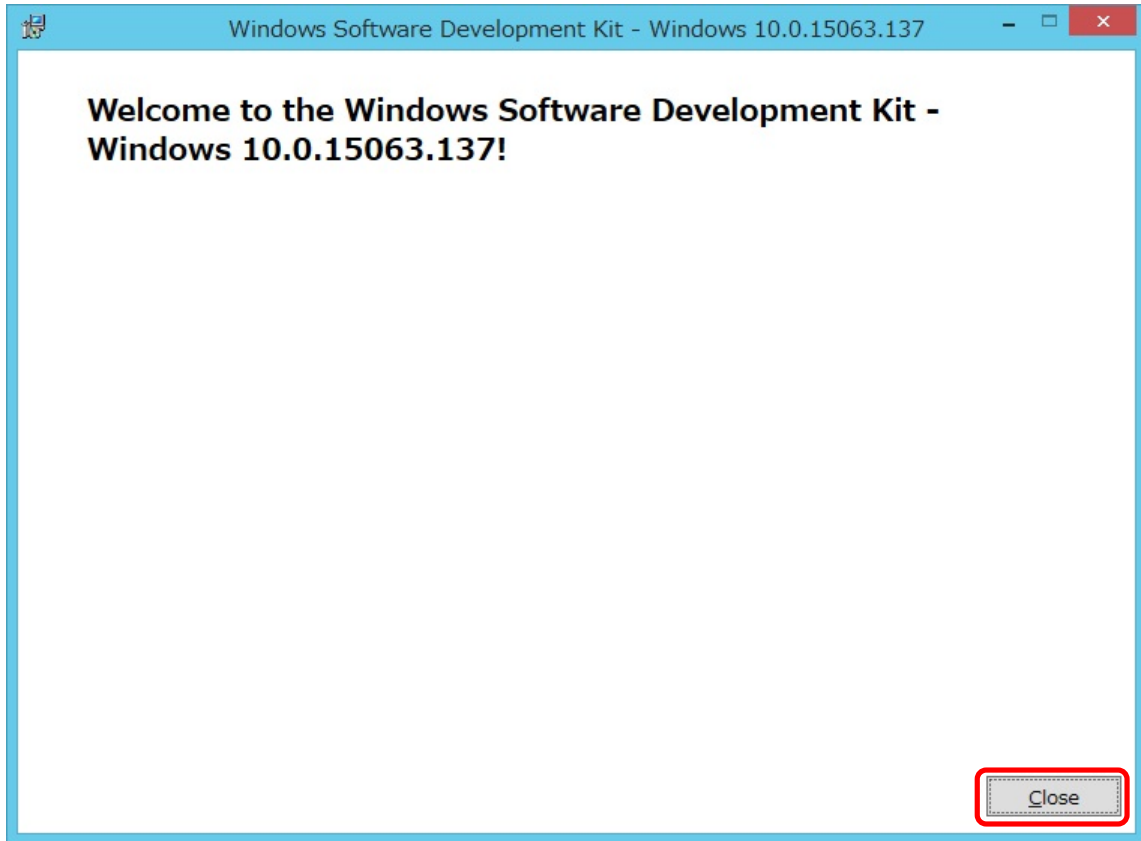 Windows Software Development Kit - Windows 10.0.15063.137
Welcome to the Windows Software Development Kit -
Windows 10.0.15063.137!
Close